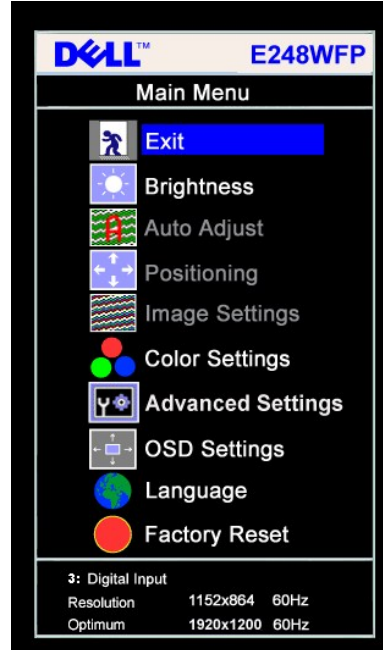 DELL™ E248WFP
Main Menu
Exit
Brightness
Auto Adjust
Positioning
Image Settings
Color Settings
Advanced Settings
OSD Settings
Language
Factory Reset
3: Digital Input
Resolution 1152x864 60Hz
Optimum 1920x1200 60Hz